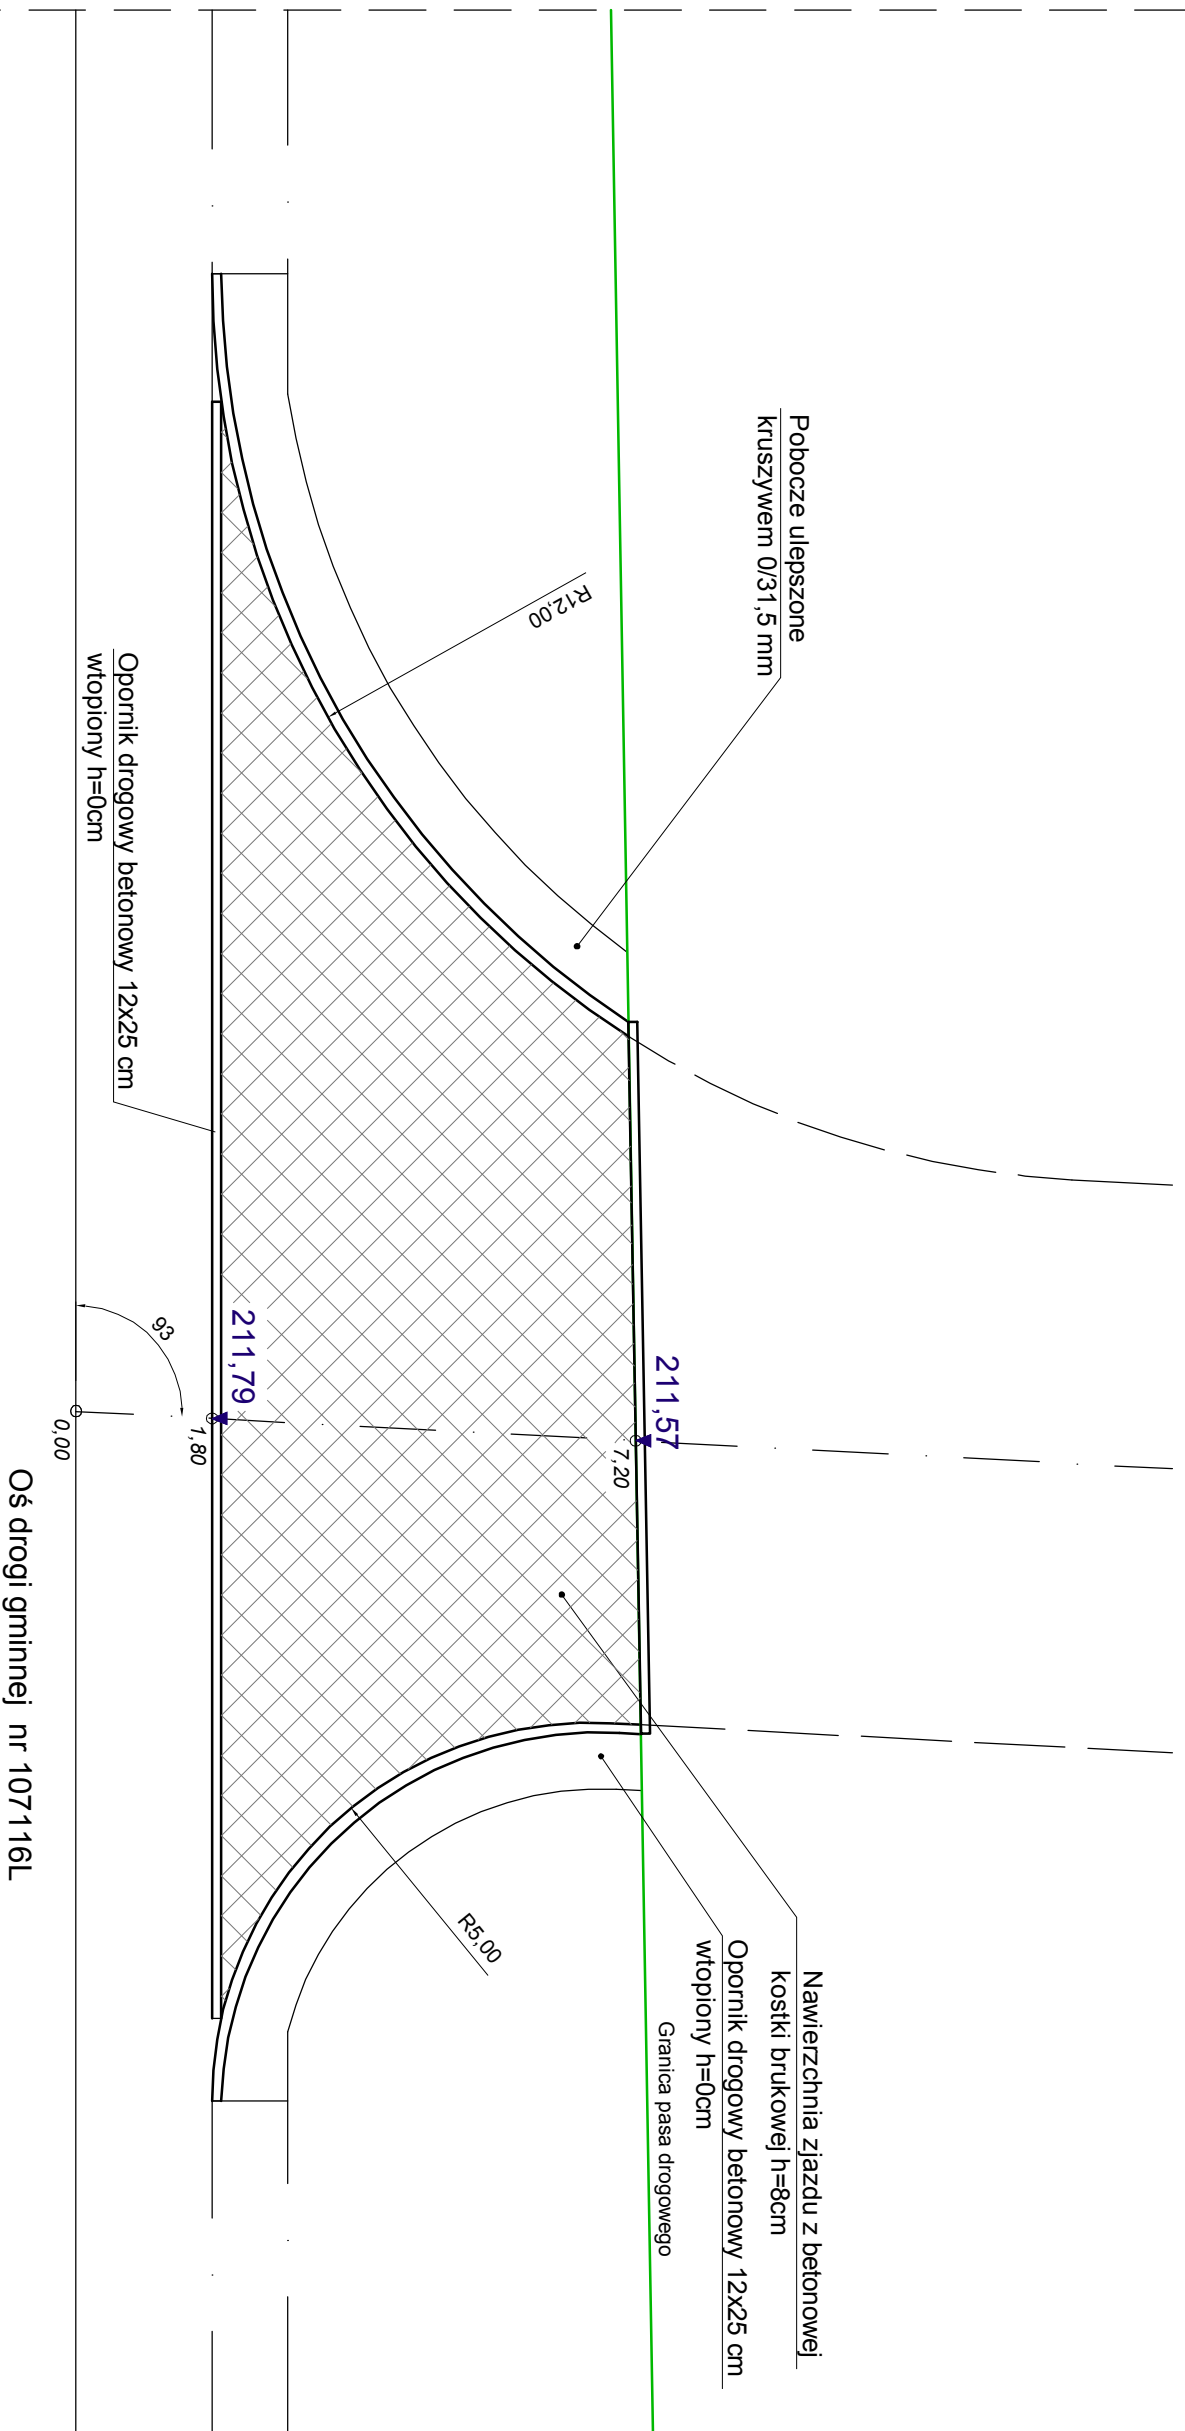 Pobocze ulepszone
kruszywem 0/31,5 mm
R12,00
Opornik drogowy betonowy 12x25 cm
wtopiony h=0cm
211,57
7,20
211,79
1,80
93
0,00
Oś drogi gminnej nr 107116L
R5,00
Nawierzchnia zjazdu z betonowej
kostki brukowej h=8cm
Opornik drogowy betonowy 12x25 cm
wtopiony h=0cm
Granica pasa drogowego